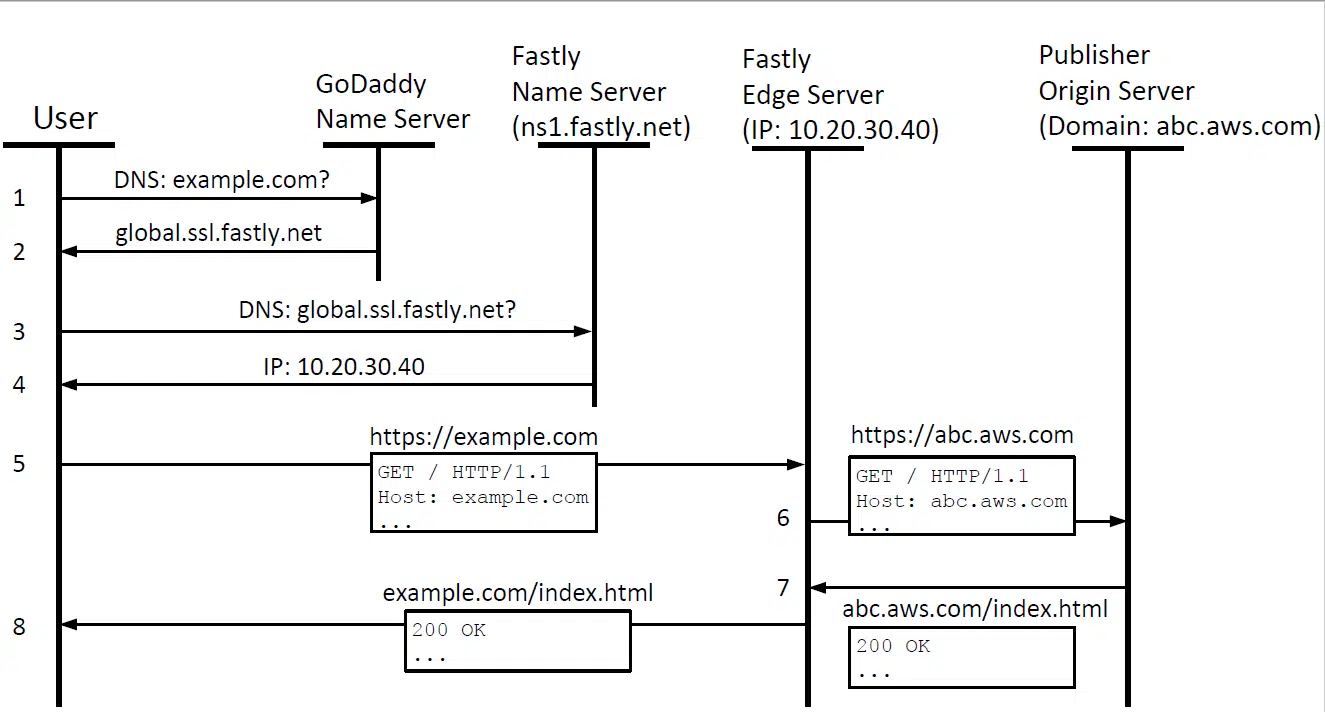 User
GoDaddy
Name Server
Fastly
Name Server
(ns1.fastly.net)
Fastly
Edge Server
(IP: 10.20.30.40)
Publisher
Origin Server
(Domain: abc.aws.com)
1
DNS: example.com?
2
global.ssl.fastly.net
3
DNS: global.ssl.fastly.net?
4
IP: 10.20.30.40
5
https://example.com
GET / HTTP/1.1
Host: example.com
...
6
https://abc.aws.com
GET / HTTP/1.1
Host: abc.aws.com
...
7
abc.aws.com/index.html
200 OK
...
8
example.com/index.html
200 OK
...